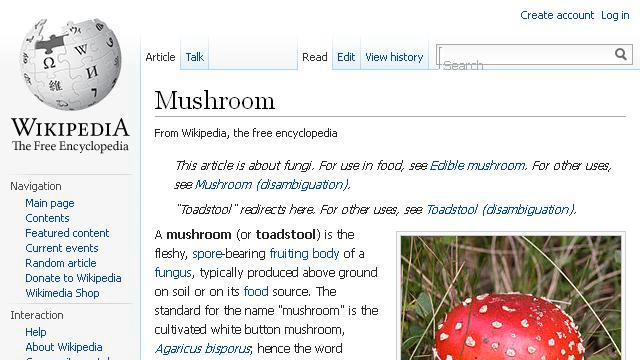 Create account Log in
Article Talk Read Edit View history Search
WIKIPEDIA
The Free Encyclopedia
Mushroom
From Wikipedia, the free encyclopedia
This article is about fungi. For use in food, see Edible mushroom. For other uses,
see Mushroom (disambiguation).
"Toadstool" redirects here. For other uses, see Toadstool (disambiguation).
Navigation
Main page
Contents
Featured content
Current events
Random article
Donate to Wikipedia
Wikimedia Shop
Interaction
Help
About Wikipedia
A mushroom (or toadstool) is the
fleshy, spore-bearing fruiting body of a
fungus, typically produced above ground
on soil or on its food source. The
standard for the name "mushroom" is the
cultivated white button mushroom,
Agaricus bisporus; hence the word